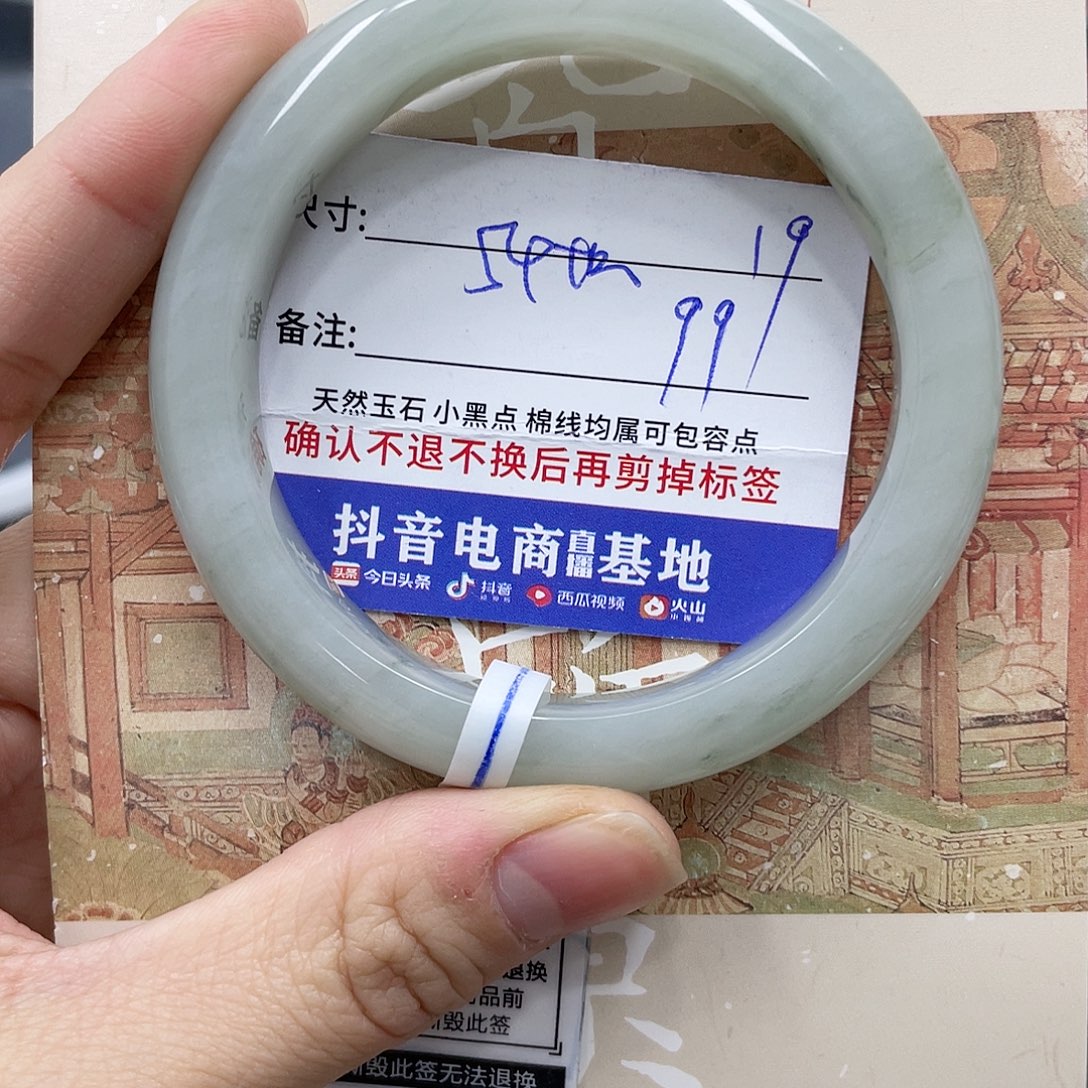 尺寸: 54 19
备注: 99
天然玉石 小黑点 棉线均属可包容点
确认不退不换后再剪掉标签
抖音电商直播基地
头条 今日头条 抖音 西瓜视频 火山
退换
品前
毁此签
毁此签无法退换